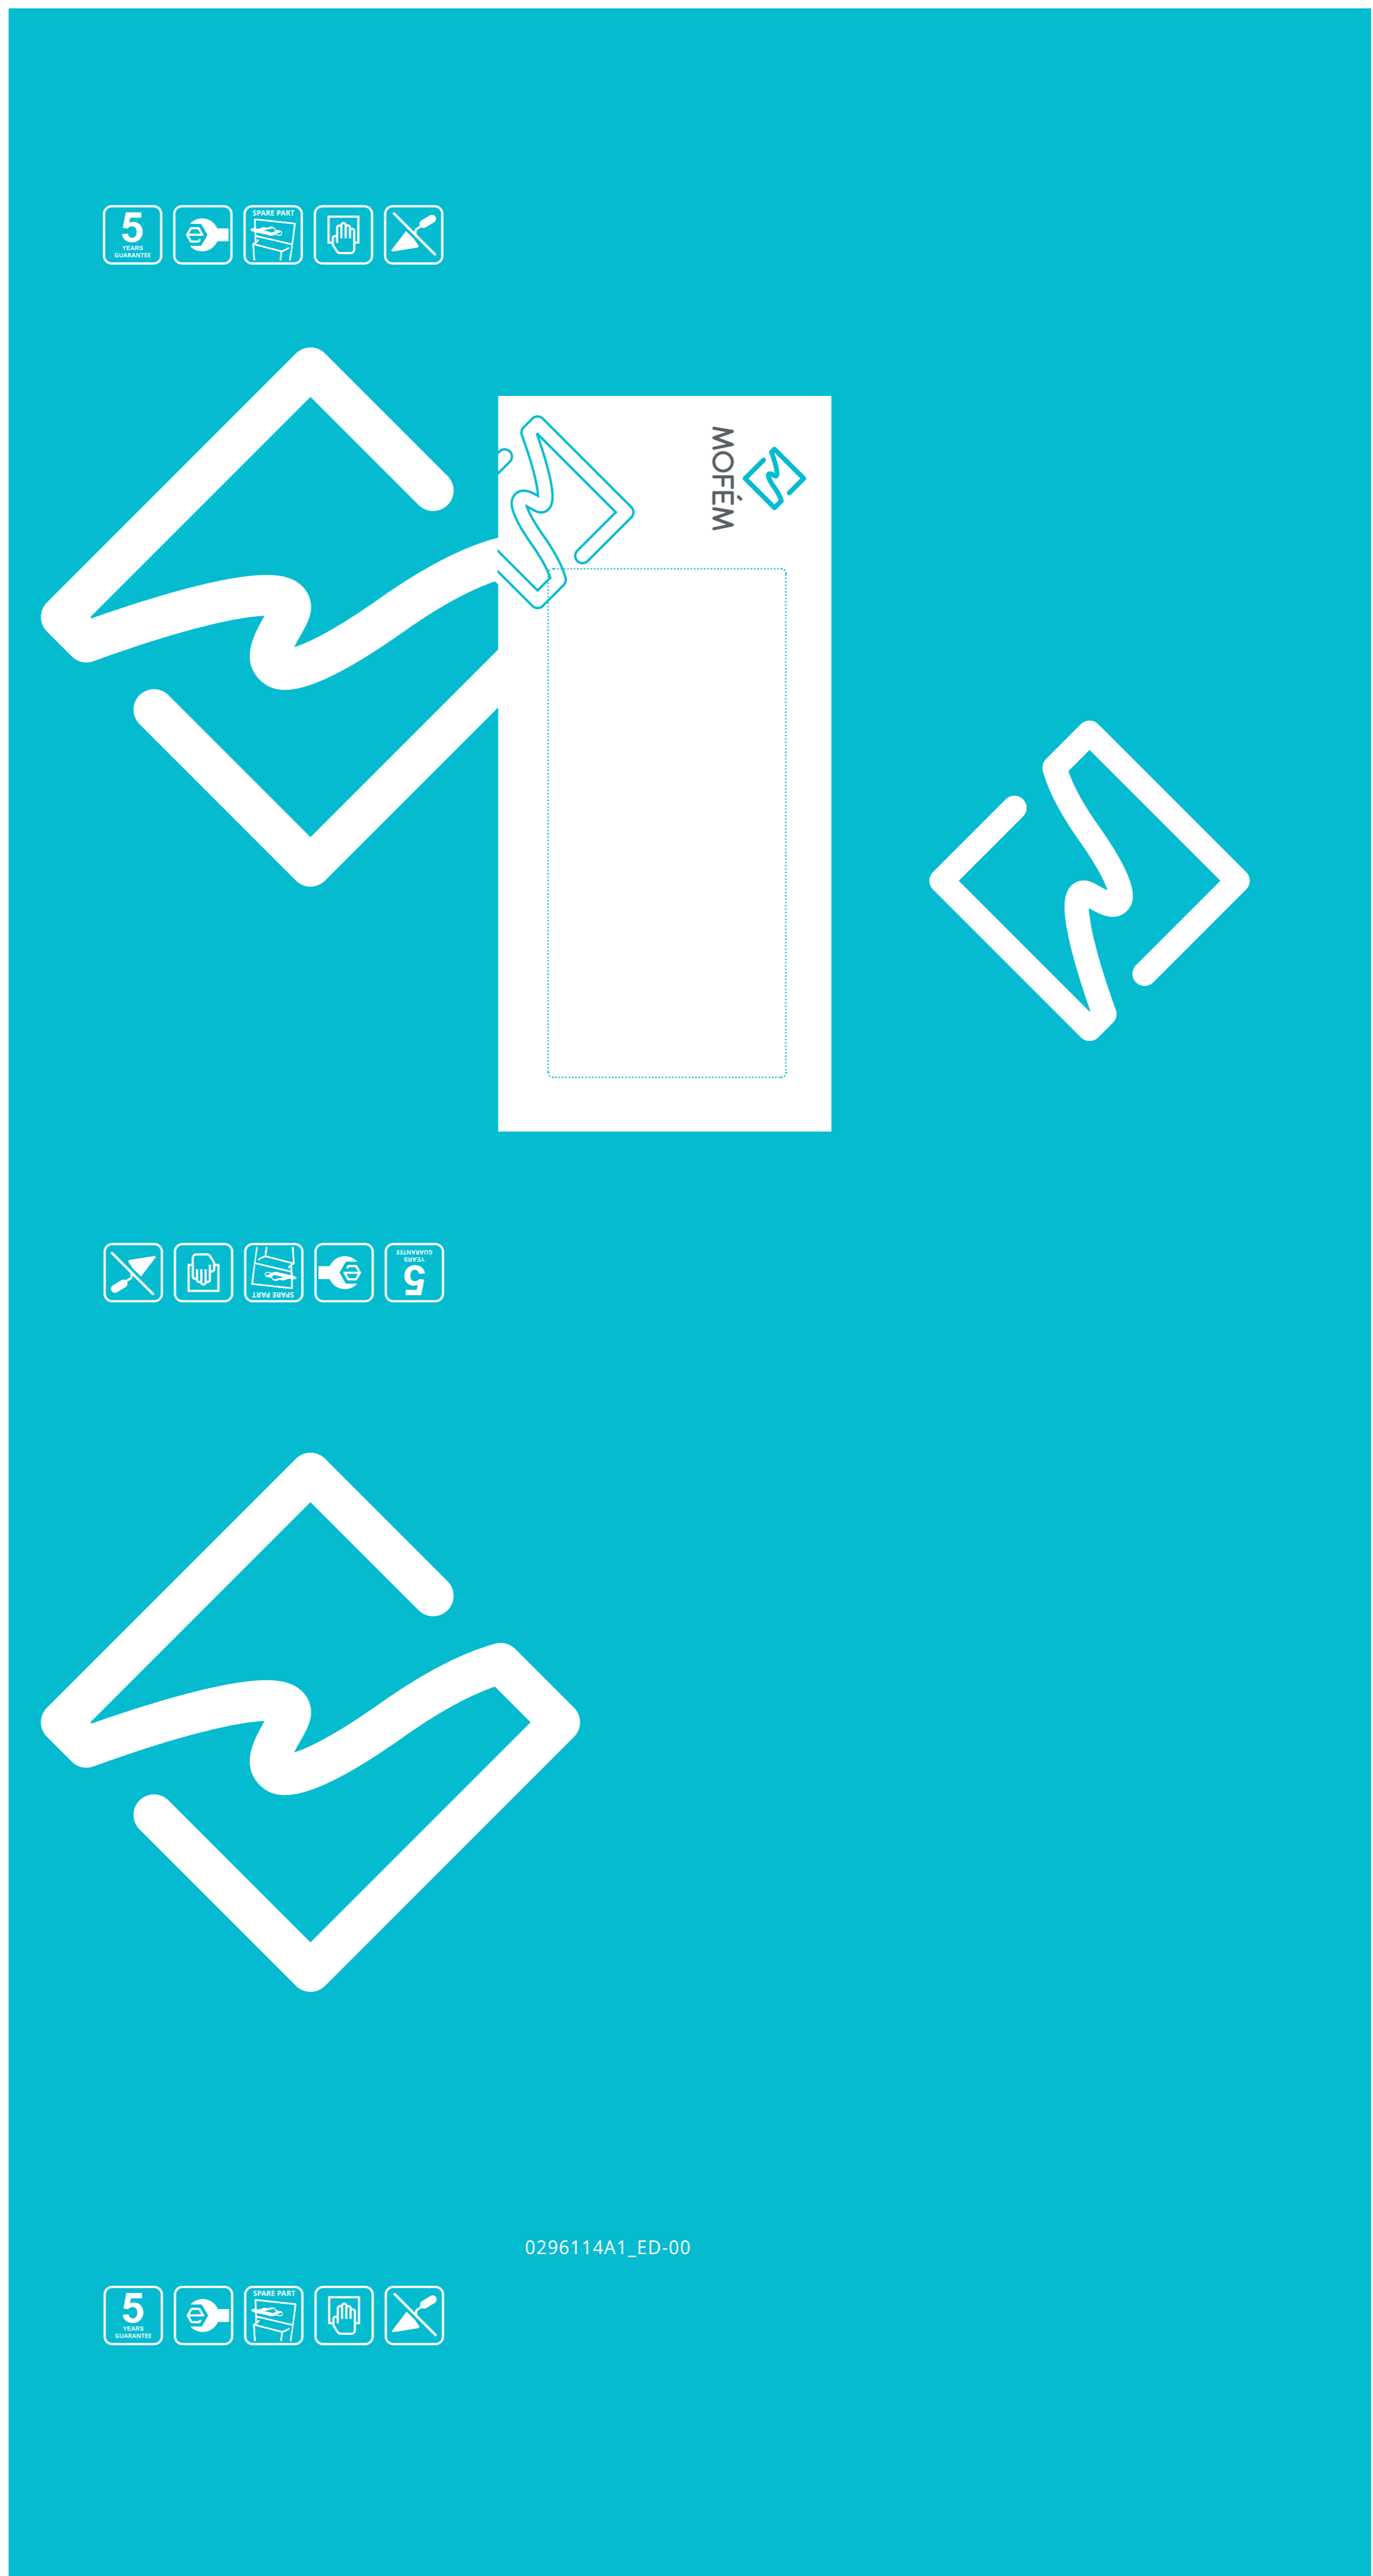 5
YEARS
GUARANTEE
SPARE PART
MOFÉM
5
YEARS
GUARANTEE
SPARE PART
0296114A1_ED-00
5
YEARS
GUARANTEE
SPARE PART